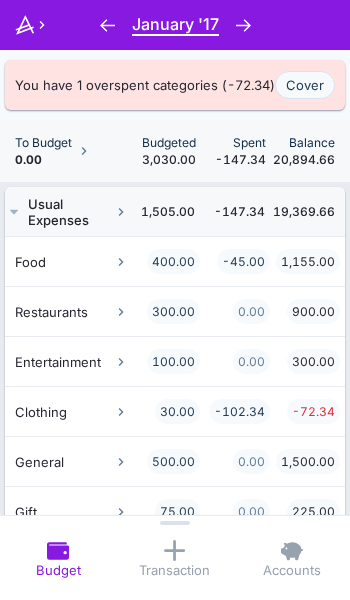 January '17
You have 1 overspent categories (-72.34) Cover
To Budget Budgeted Spent Balance
0.00 3,030.00 -147.34 20,894.66
Usual Expenses 1,505.00 -147.34 19,369.66
Food 400.00 -45.00 1,155.00
Restaurants 300.00 0.00 900.00
Entertainment 100.00 0.00 300.00
Clothing 30.00 -102.34 -72.34
General 500.00 0.00 1,500.00
Gift 75.00 0.00 225.00
Budget Transaction Accounts